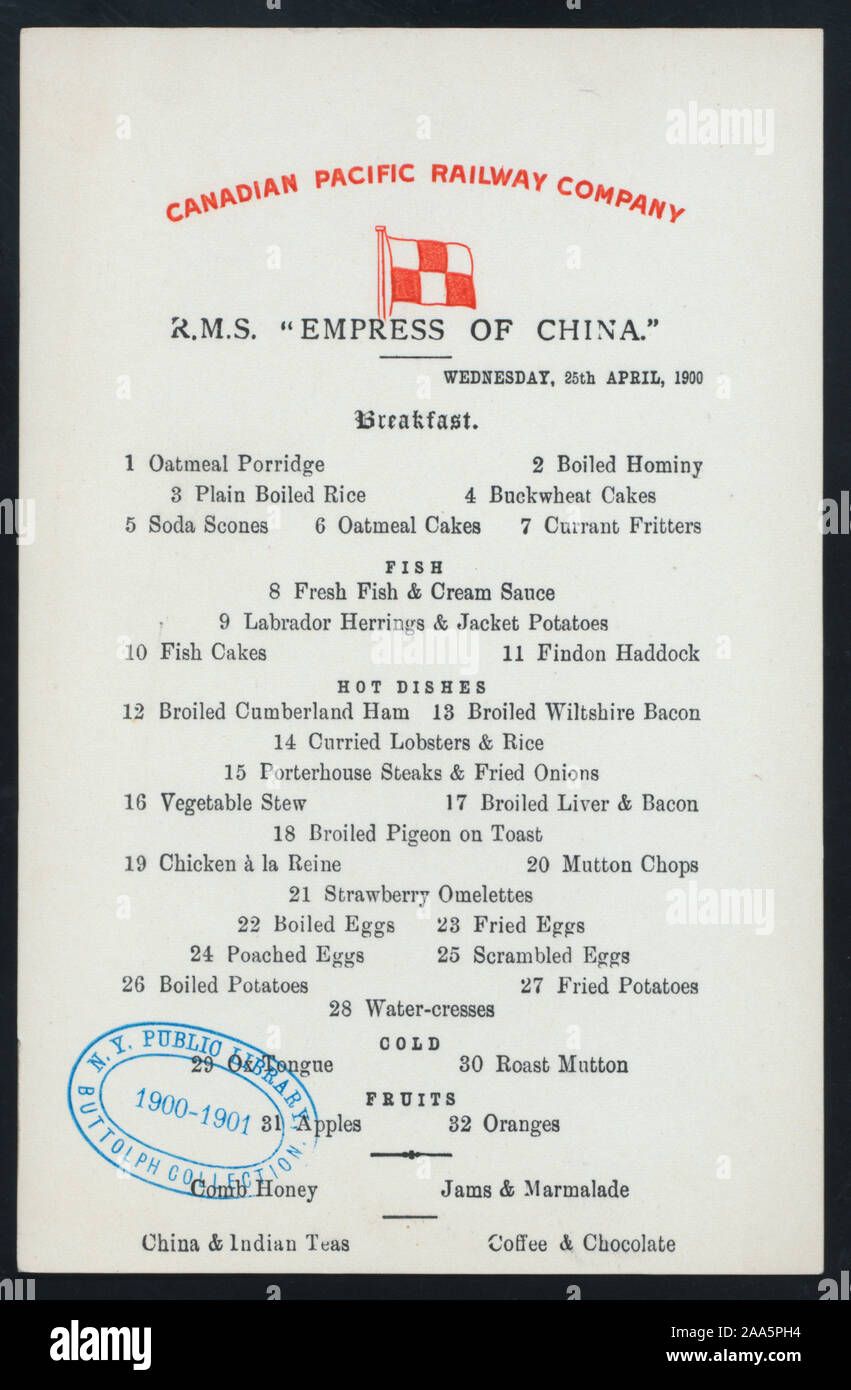 CANADIAN PACIFIC RAILWAY COMPANY
R.M.S. "EMPRESS OF CHINA."
WEDNESDAY, 25th APRIL, 1900
Breakfast.
1 Oatmeal Porridge 2 Boiled Hominy
3 Plain Boiled Rice 4 Buckwheat Cakes
5 Soda Scones 6 Oatmeal Cakes 7 Currant Fritters
FISH
8 Fresh Fish & Cream Sauce
9 Labrador Herrings & Jacket Potatoes
10 Fish Cakes 11 Findon Haddock
HOT DISHES
12 Broiled Cumberland Ham 13 Broiled Wiltshire Bacon
14 Curried Lobsters & Rice
15 Porterhouse Steaks & Fried Onions
16 Vegetable Stew 17 Broiled Liver & Bacon
18 Broiled Pigeon on Toast
19 Chicken à la Reine 20 Mutton Chops
21 Strawberry Omelettes
22 Boiled Eggs 23 Fried Eggs
24 Poached Eggs 25 Scrambled Eggs
26 Boiled Potatoes 27 Fried Potatoes
28 Water-cresses
COLD
29 Ox Tongue 30 Roast Mutton
FRUITS
31 Apples 32 Oranges
Comb Honey Jams & Marmalade
China & Indian Teas Coffee & Chocolate
N.Y. PUBLIC LIBRARY,
1900-1901
BUTTOLPH COLLECTION.
alamy
alamy
a alamy
Image ID: 2AA5PH4
www.alamy.com